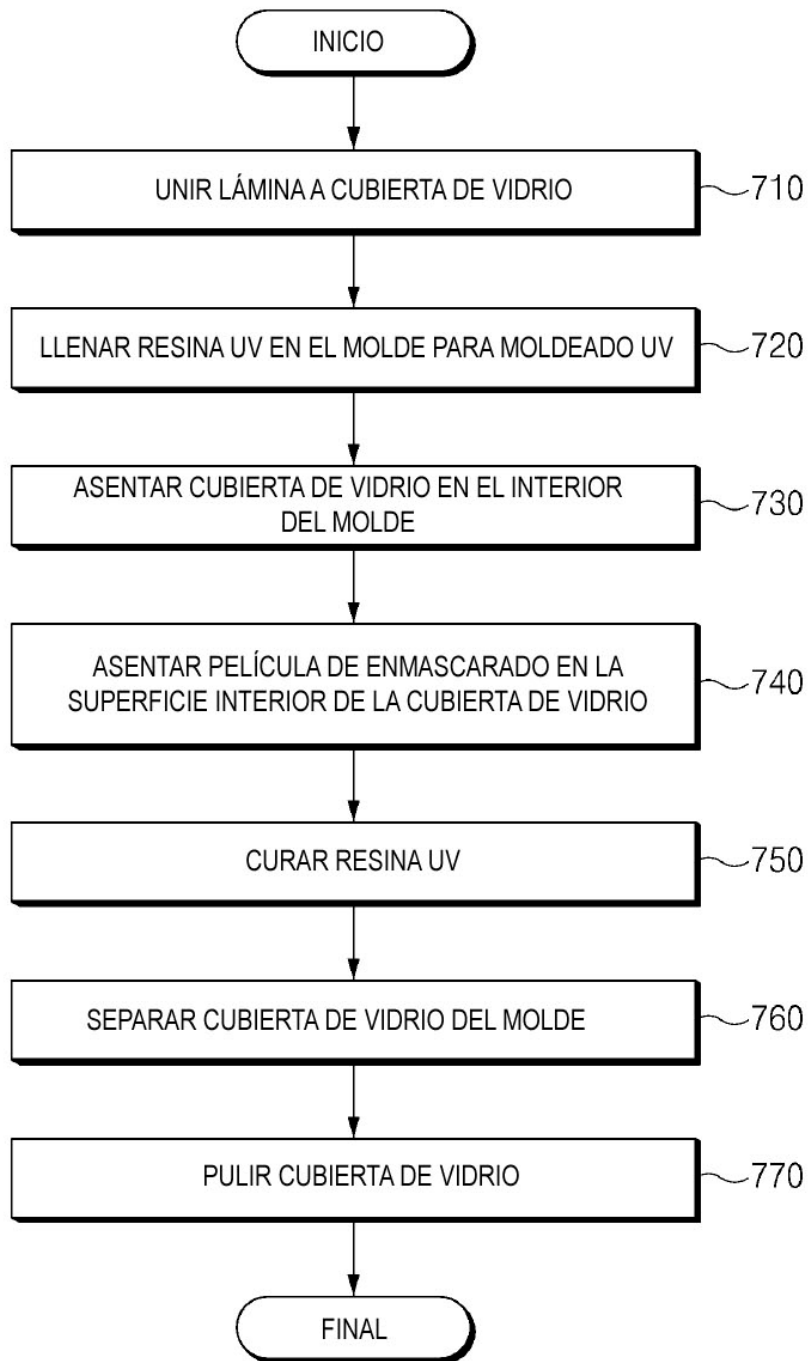 INICIO
UNIR LÁMINA A CUBIERTA DE VIDRIO
710
LLENAR RESINA UV EN EL MOLDE PARA MOLDEADO UV
720
ASENTAR CUBIERTA DE VIDRIO EN EL INTERIOR
DEL MOLDE
730
ASENTAR PELÍCULA DE ENMASCARADO EN LA
SUPERFICIE INTERIOR DE LA CUBIERTA DE VIDRIO
740
CURAR RESINA UV
750
SEPARAR CUBIERTA DE VIDRIO DEL MOLDE
760
PULIR CUBIERTA DE VIDRIO
770
FINAL